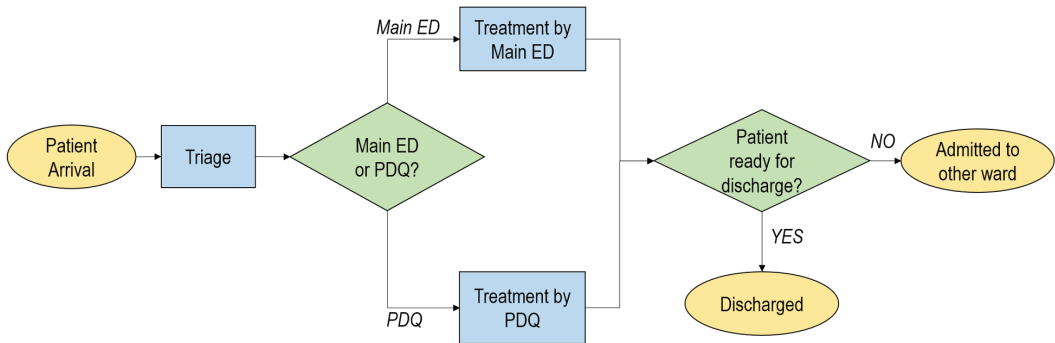 Patient
Arrival
Triage
Main ED
or PDQ?
Main ED
Treatment by
Main ED
PDQ
Treatment by
PDQ
Patient
ready for
discharge?
NO
Admitted to
other ward
YES
Discharged